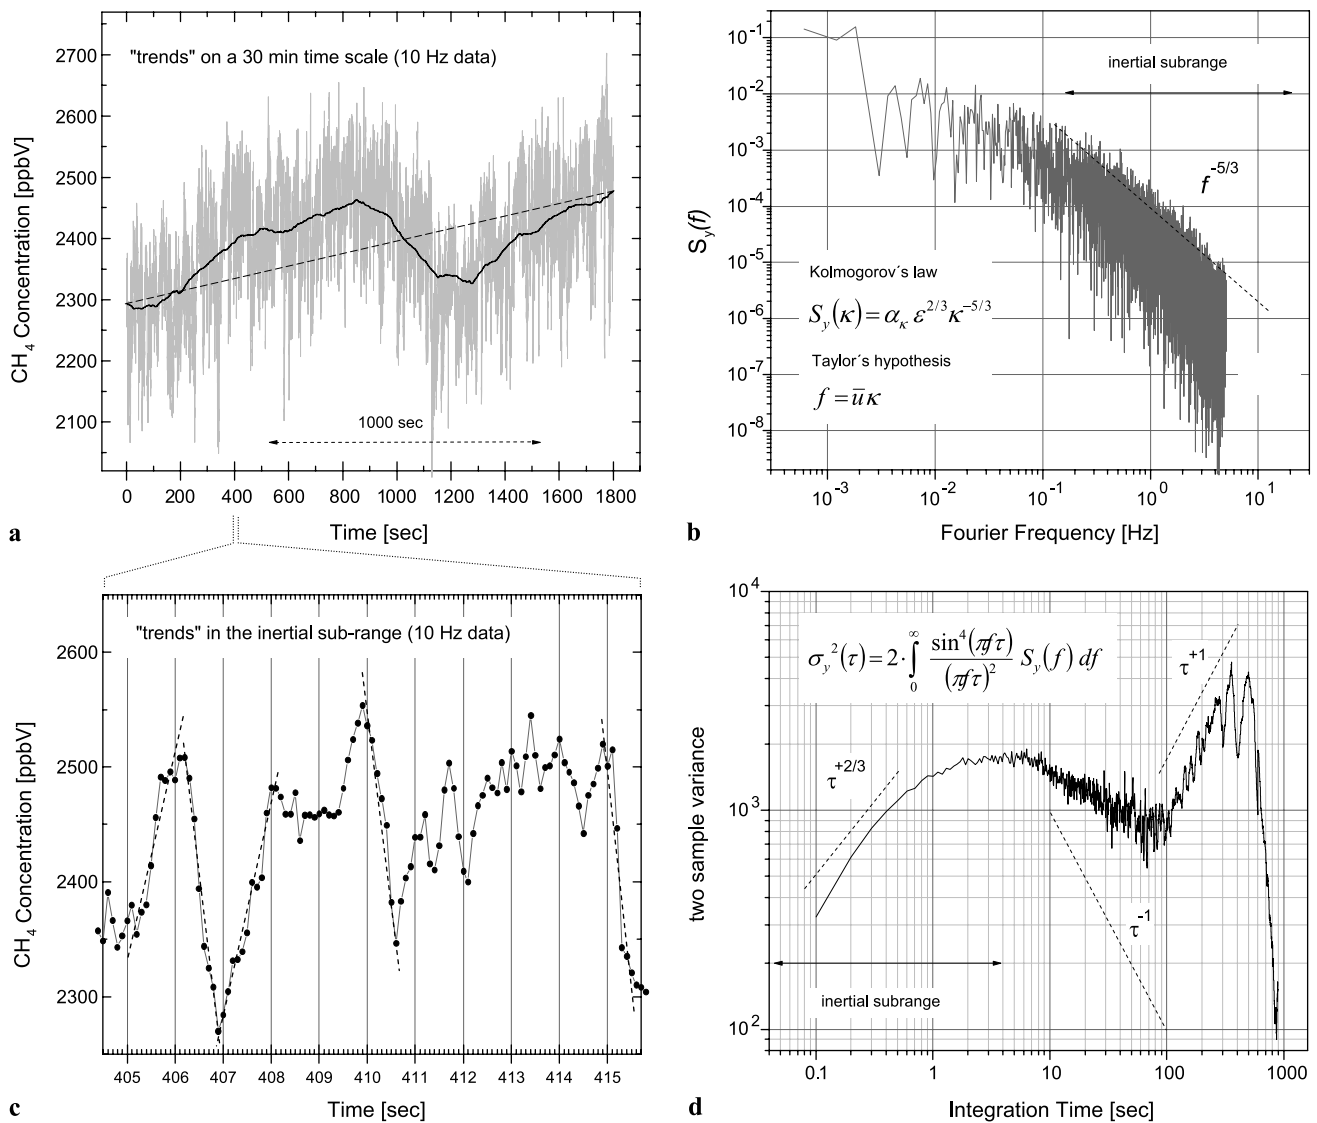 "trends" on a 30 min time scale (10 Hz data)
2700
2600
2500
2400
2300
2200
2100
CH4 Concentration [ppbV]
1000 sec
0 200 400 600 800 1000 1200 1400 1600 1800
Time [sec]
a
inertial subrange
10⁻¹
10⁻²
10⁻³
10⁻⁴
10⁻⁵
10⁻⁶
10⁻⁷
10⁻⁸
S_y(f)
f^-5/3
Kolmogorov´s law
S_y(κ) = α_κ ε^2/3 κ^-5/3
Taylor´s hypothesis
f = u̅κ
10⁻³ 10⁻² 10⁻¹ 10⁰ 10¹
Fourier Frequency [Hz]
b
"trends" in the inertial sub-range (10 Hz data)
2600
2500
2400
2300
CH4 Concentration [ppbV]
405 406 407 408 409 410 411 412 413 414 415
Time [sec]
c
10⁴
10³
10²
two sample variance
σ_y²(τ) = 2·∫₀^∞ sin⁴(πfτ)/(πfτ)² S_y(f) df
τ^+2/3
τ^+1
τ^-1
inertial subrange
0.1 1 10 100 1000
Integration Time [sec]
d